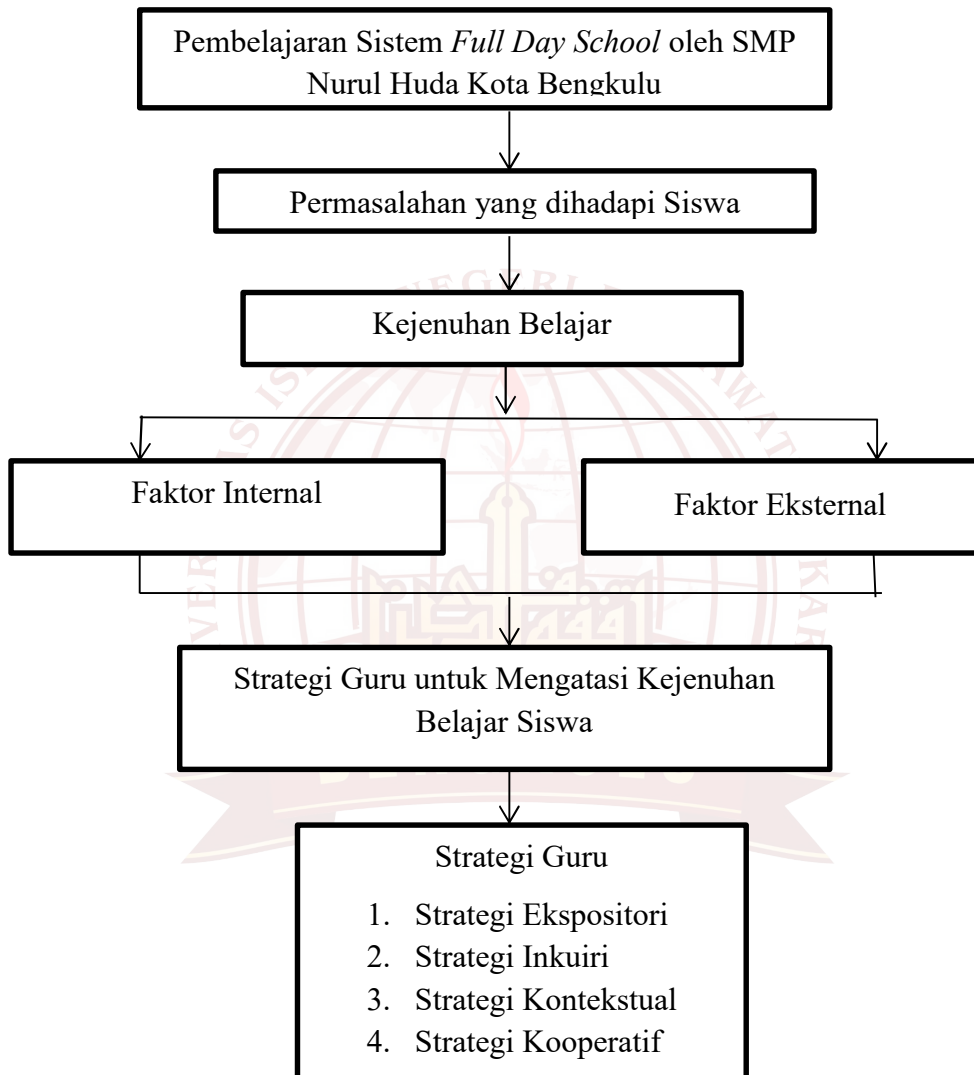 Pembelajaran Sistem Full Day School oleh SMP
Nurul Huda Kota Bengkulu
Permasalahan yang dihadapi Siswa
Kejenuhan Belajar
Faktor Internal
Faktor Eksternal
Strategi Guru untuk Mengatasi Kejenuhan
Belajar Siswa
Strategi Guru
1. Strategi Ekspositori
2. Strategi Inkuiri
3. Strategi Kontekstual
4. Strategi Kooperatif